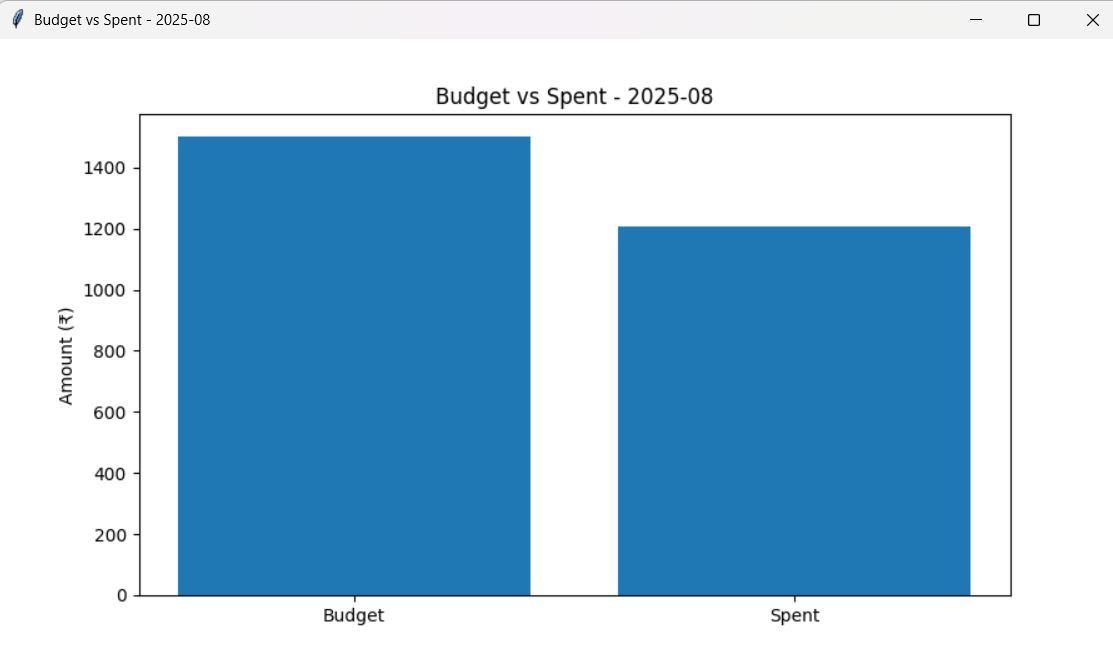 Budget vs Spent - 2025-08
Budget vs Spent - 2025-08
1400
1200
1000
800
600
400
200
0
Amount (₹)
Budget
Spent